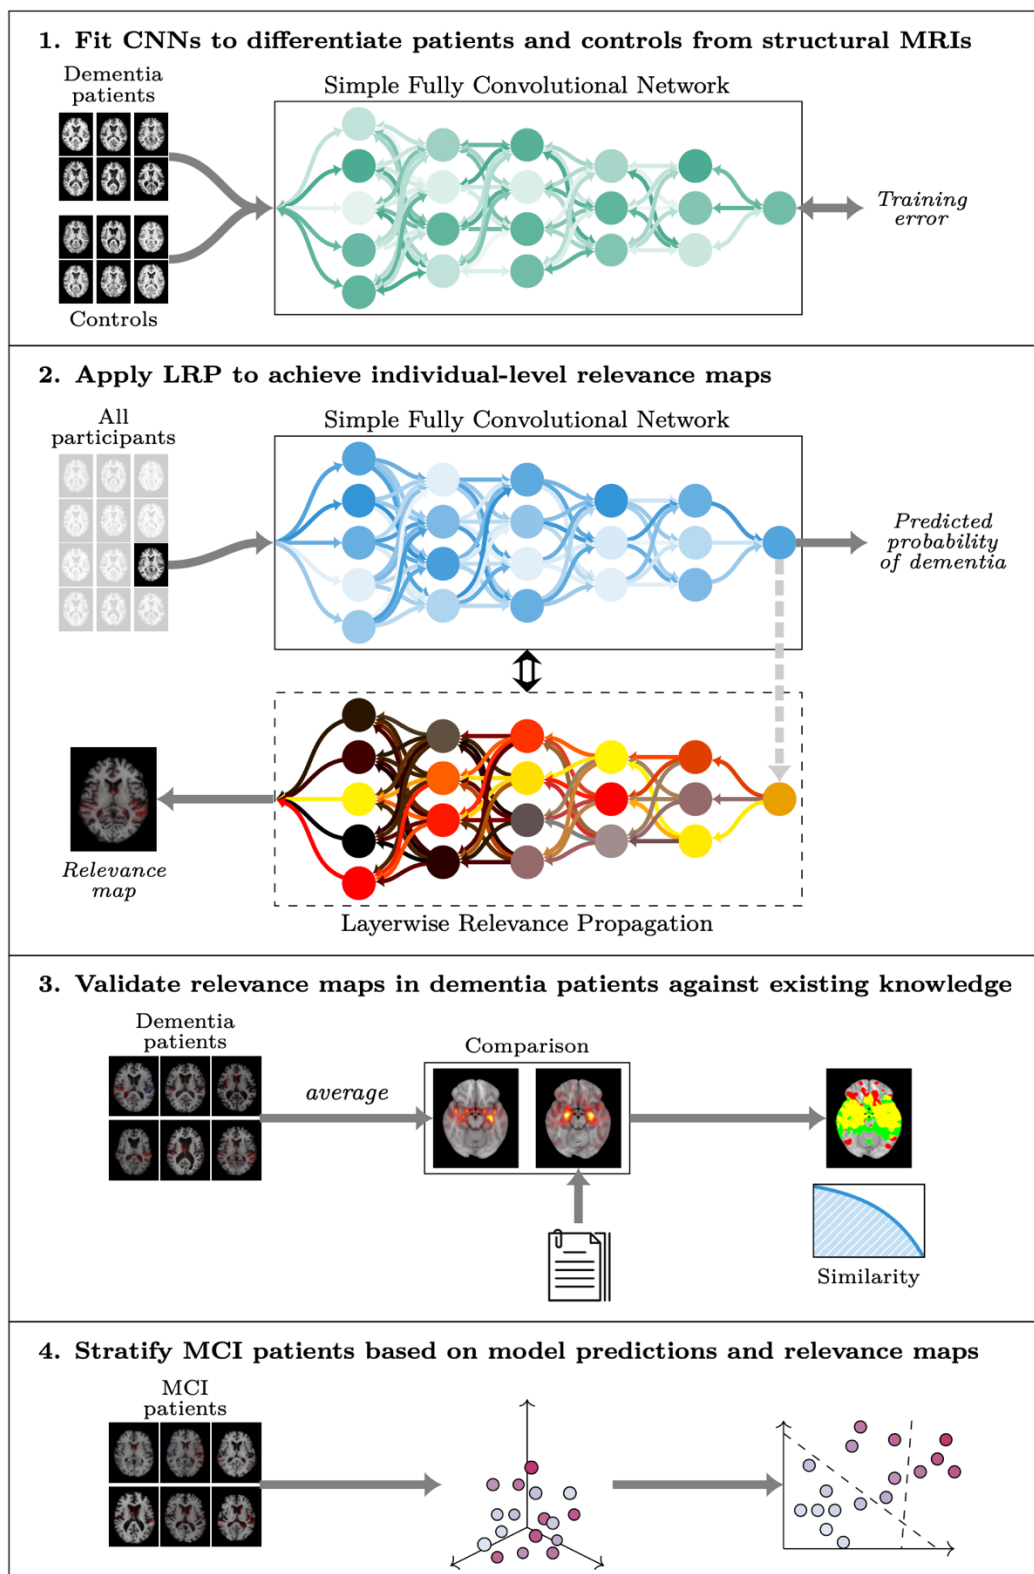 1. Fit CNNs to differentiate patients and controls from structural MRIs
Dementia
patients
Simple Fully Convolutional Network
Training
error
Controls
2. Apply LRP to achieve individual-level relevance maps
All
participants
Simple Fully Convolutional Network
Predicted
probability
of dementia
Relevance
map
Layerwise Relevance Propagation
3. Validate relevance maps in dementia patients against existing knowledge
Dementia
patients
average
Comparison
Similarity
4. Stratify MCI patients based on model predictions and relevance maps
MCI
patients